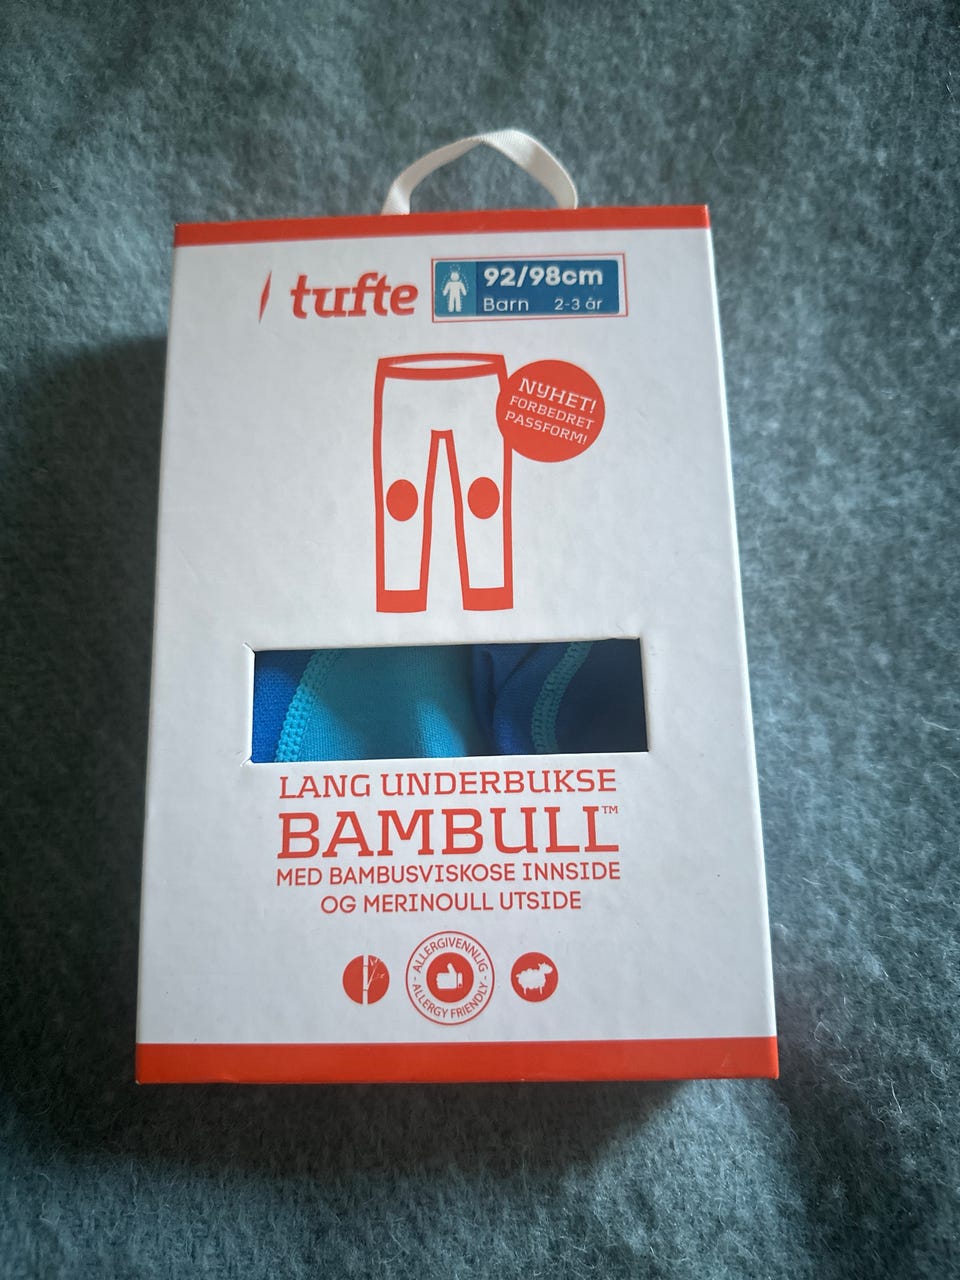 tufte
92/98cm
Barn 2-3 år
NYHET!
FORBEDRET
PASSFORM!
LANG UNDERBUKSE
BAMBULL™
MED BAMBUSVISKOSE INNSIDE
OG MERINOULL UTSIDE
- ALLERGIVENNLIG -
ALLERGY FRIENDLY